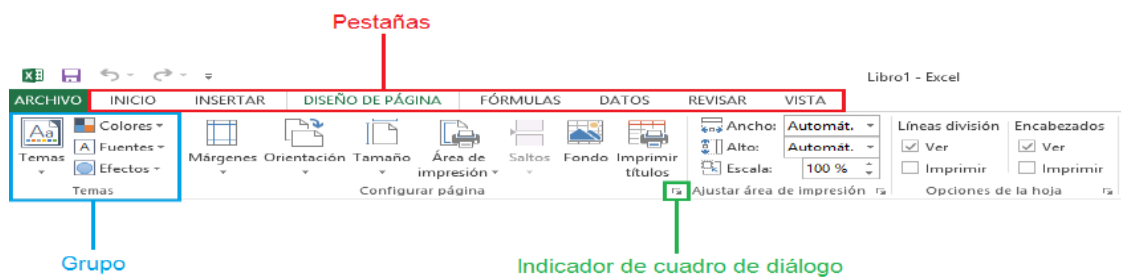 Pestañas
Libro1 - Excel
ARCHIVO INICIO INSERTAR DISEÑO DE PÁGINA FÓRMULAS DATOS REVISAR VISTA
Aa Temas
Colores
A Fuentes
Efectos
Temas
Márgenes Orientación Tamaño Área de impresión Saltos Fondo Imprimir títulos
Configurar página
Ancho: Automát.
Alto: Automát.
Escala: 100 %
Ajustar área de impresión
Líneas división
Ver
Imprimir
Encabezados
Ver
Imprimir
Opciones de la hoja
Grupo
Indicador de cuadro de diálogo